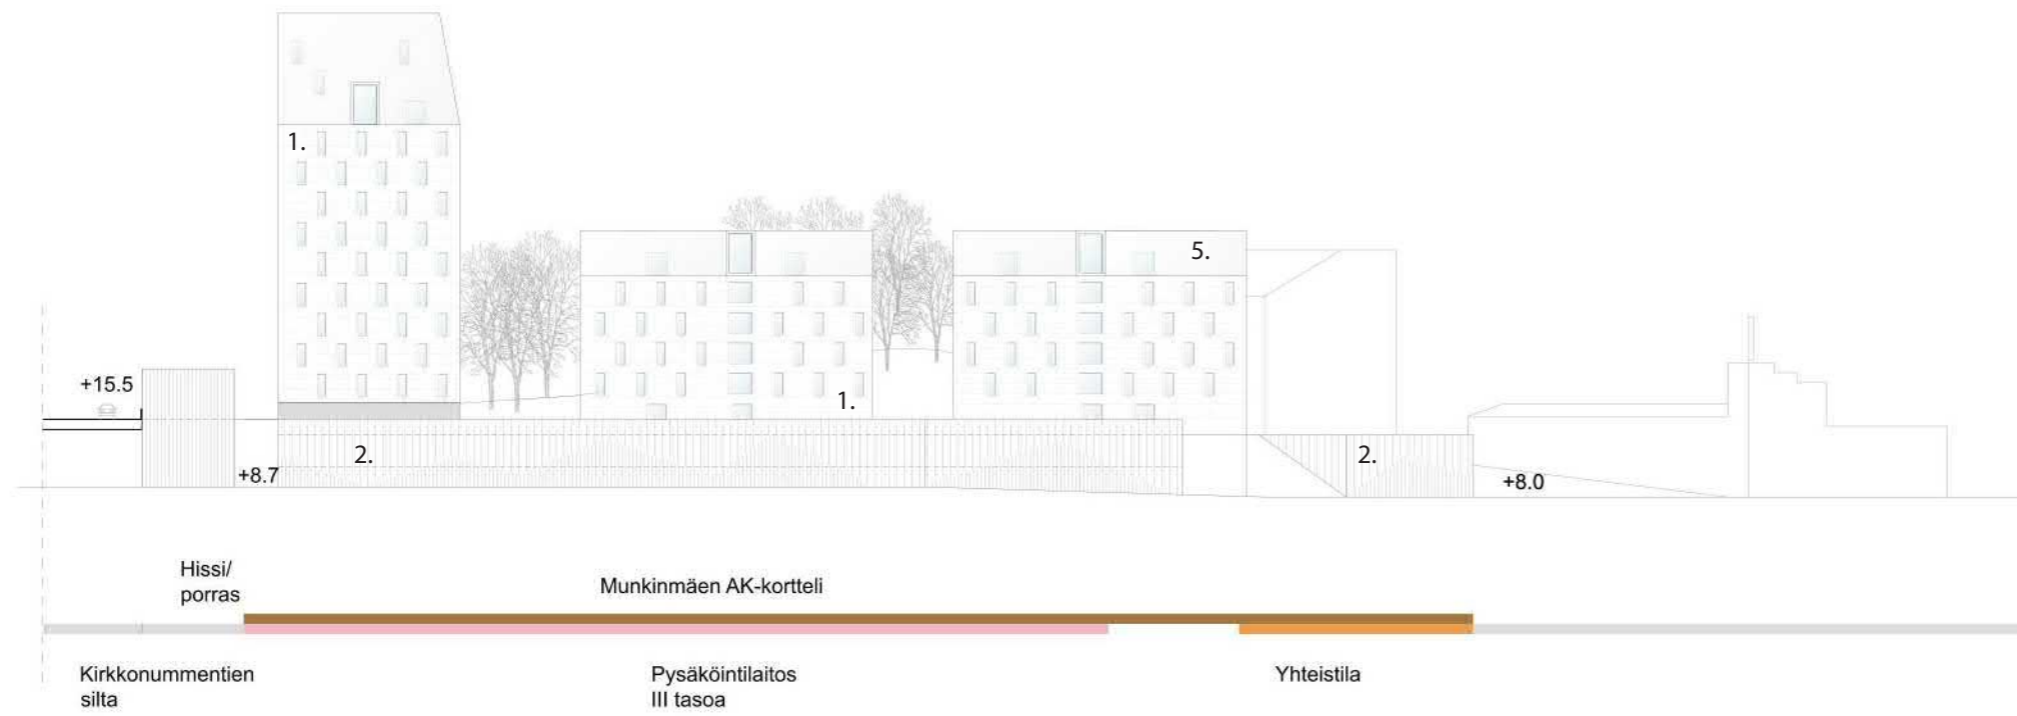 1.
5.
+15.5
1.
2.
2.
+8.7
+8.0
Hissi/
porras
Munkinmäen AK-kortteli
Kirkkonummentien
silta
Pysäköintilaitos
III tasoa
Yhteistila